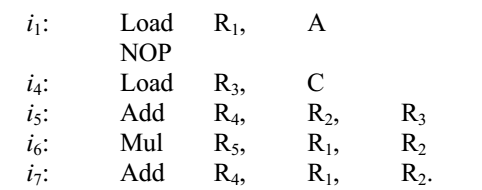 i₁: Load R₁, A
NOP
i₄: Load R₃, C
i₅: Add R₄, R₂, R₃
i₆: Mul R₅, R₁, R₂
i₇: Add R₄, R₁, R₂.